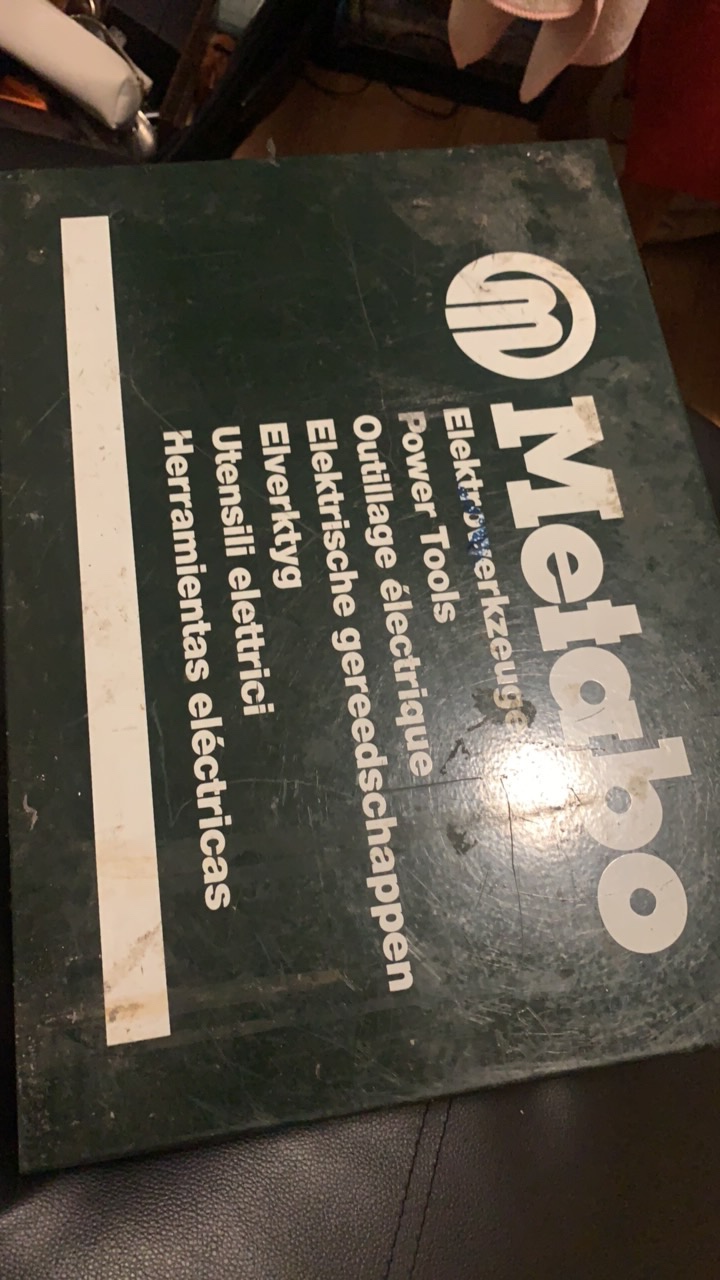 Metabo
Elektrowerkzeuge
Power Tools
Outillage électrique
Elektrische gereedschappen
Elverktyg
Utensili elettrici
Herramientas eléctricas